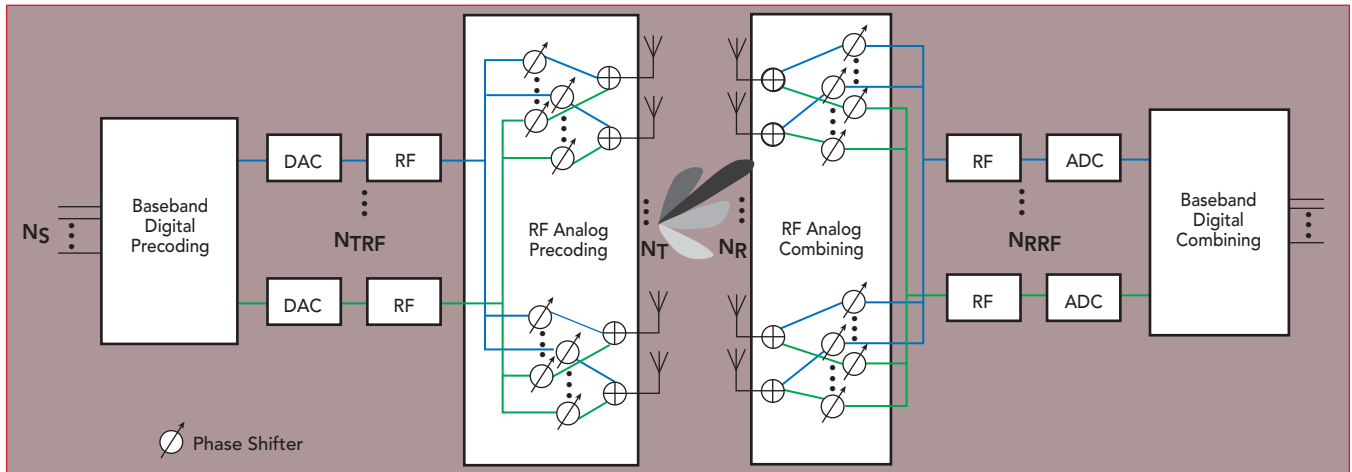 NS
Baseband
Digital
Precoding
DAC
RF
NTRF
DAC
RF
RF Analog
Precoding
NT
NR
RF Analog
Combining
RF
ADC
NRRF
RF
ADC
Baseband
Digital
Combining
Phase Shifter